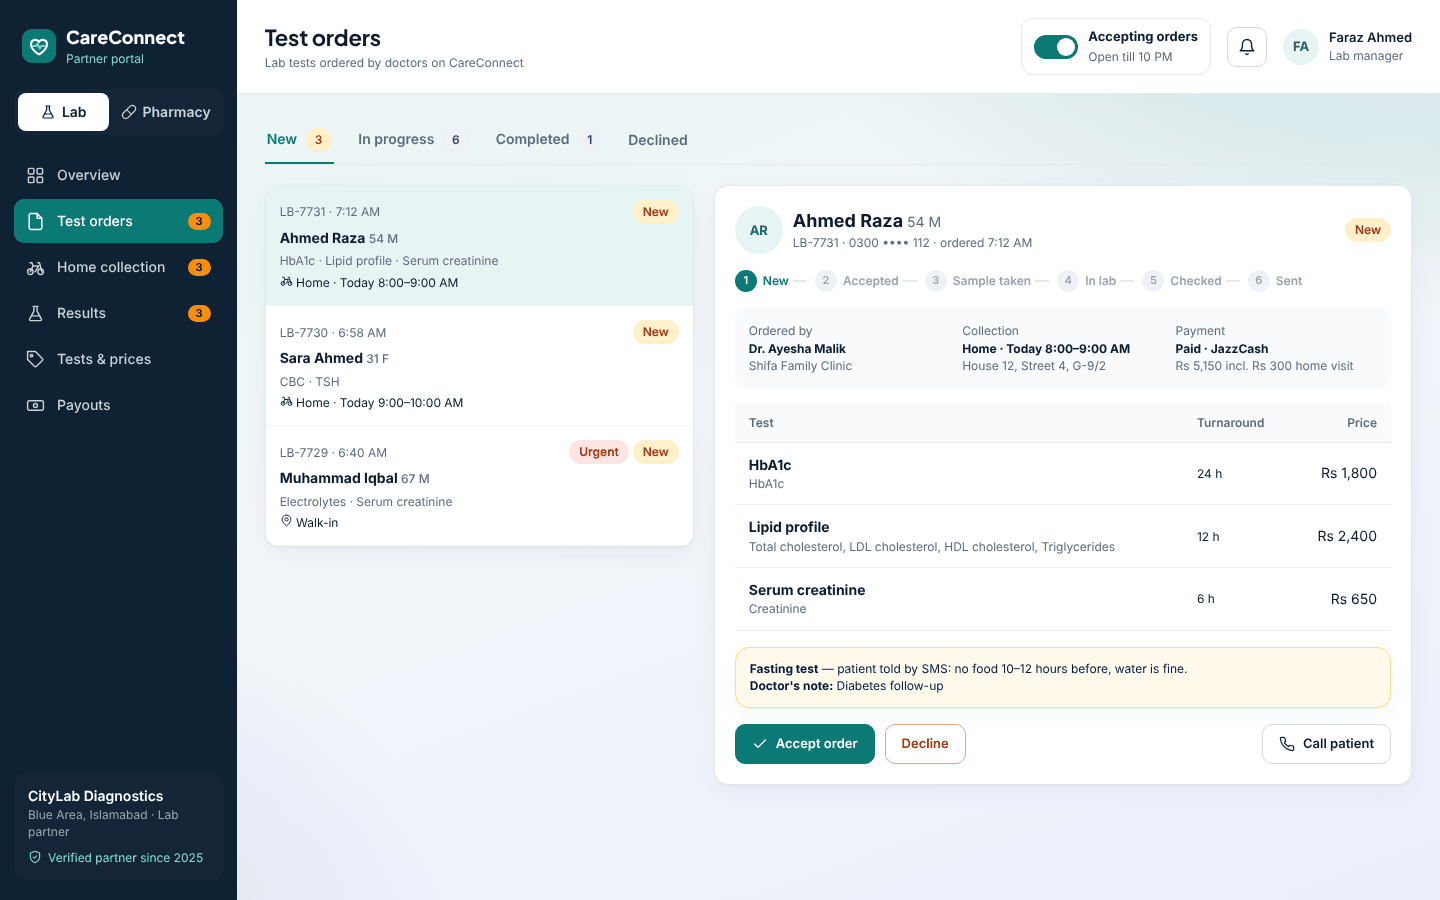 CareConnect
Partner portal
Lab
Pharmacy
Overview
Test orders 3
Home collection 3
Results 3
Tests & prices
Payouts
CityLab Diagnostics
Blue Area, Islamabad · Lab
partner
Verified partner since 2025
Test orders
Lab tests ordered by doctors on CareConnect
Accepting orders
Open till 10 PM
FA
Faraz Ahmed
Lab manager
New 3
In progress 6
Completed 1
Declined
LB-7731 · 7:12 AM New
Ahmed Raza 54 M
HbA1c · Lipid profile · Serum creatinine
Home · Today 8:00–9:00 AM
LB-7730 · 6:58 AM New
Sara Ahmed 31 F
CBC · TSH
Home · Today 9:00–10:00 AM
LB-7729 · 6:40 AM Urgent New
Muhammad Iqbal 67 M
Electrolytes · Serum creatinine
Walk-in
AR
Ahmed Raza 54 M
LB-7731 · 0300 •••• 112 · ordered 7:12 AM
New
1 New — 2 Accepted — 3 Sample taken — 4 In lab — 5 Checked — 6 Sent
Ordered by
Dr. Ayesha Malik
Shifa Family Clinic
Collection
Home · Today 8:00–9:00 AM
House 12, Street 4, G-9/2
Payment
Paid · JazzCash
Rs 5,150 incl. Rs 300 home visit
Test Turnaround Price
HbA1c
HbA1c
24 h
Rs 1,800
Lipid profile
Total cholesterol, LDL cholesterol, HDL cholesterol, Triglycerides
12 h
Rs 2,400
Serum creatinine
Creatinine
6 h
Rs 650
Fasting test — patient told by SMS: no food 10–12 hours before, water is fine.
Doctor's note: Diabetes follow-up
Accept order
Decline
Call patient